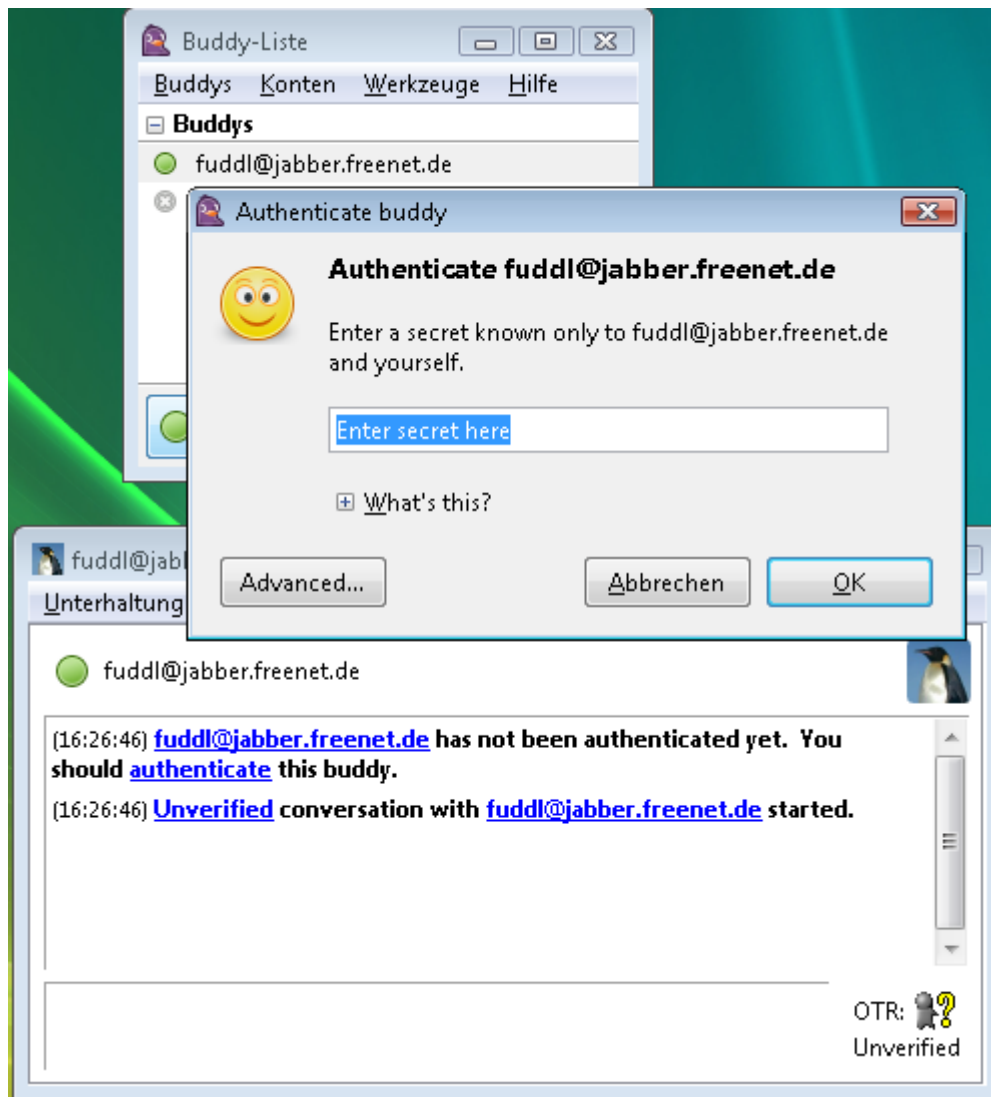 Buddy-Liste
Buddys Konten Werkzeuge Hilfe
Buddys
fuddl@jabber.freenet.de
Authenticate buddy
Authenticate fuddl@jabber.freenet.de
Enter a secret known only to fuddl@jabber.freenet.de
and yourself.
Enter secret here
What's this?
Advanced... Abbrechen OK
fuddl@jabl
Unterhaltung
fuddl@jabber.freenet.de
(16:26:46) fuddl@jabber.freenet.de has not been authenticated yet. You
should authenticate this buddy.
(16:26:46) Unverified conversation with fuddl@jabber.freenet.de started.
OTR:
Unverified